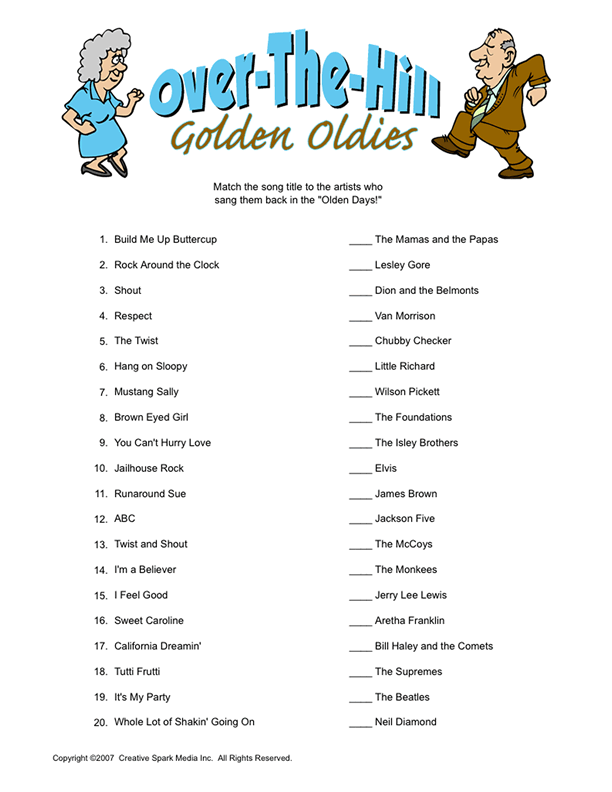 Over-The-Hill
Golden Oldies
Match the song title to the artists who
sang them back in the "Olden Days!"
1. Build Me Up Buttercup ____ The Mamas and the Papas
2. Rock Around the Clock ____ Lesley Gore
3. Shout ____ Dion and the Belmonts
4. Respect ____ Van Morrison
5. The Twist ____ Chubby Checker
6. Hang on Sloopy ____ Little Richard
7. Mustang Sally ____ Wilson Pickett
8. Brown Eyed Girl ____ The Foundations
9. You Can't Hurry Love ____ The Isley Brothers
10. Jailhouse Rock ____ Elvis
11. Runaround Sue ____ James Brown
12. ABC ____ Jackson Five
13. Twist and Shout ____ The McCoys
14. I'm a Believer ____ The Monkees
15. I Feel Good ____ Jerry Lee Lewis
16. Sweet Caroline ____ Aretha Franklin
17. California Dreamin' ____ Bill Haley and the Comets
18. Tutti Frutti ____ The Supremes
19. It's My Party ____ The Beatles
20. Whole Lot of Shakin' Going On ____ Neil Diamond
Copyright ©2007 Creative Spark Media Inc. All Rights Reserved.